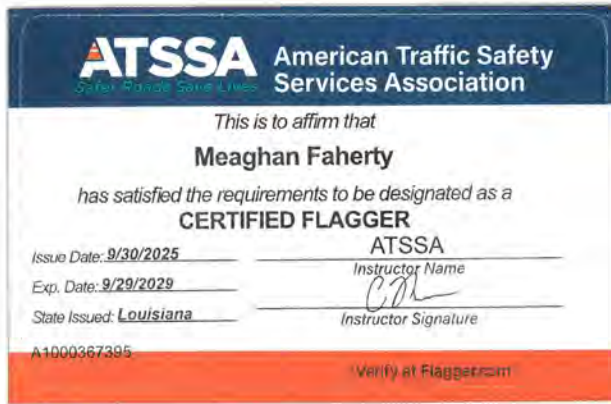 ATSSA
Safer Roads Save Lives
American Traffic Safety
Services Association
This is to affirm that
Meaghan Faherty
has satisfied the requirements to be designated as a
CERTIFIED FLAGGER
Issue Date: 9/30/2025
Exp. Date: 9/29/2029
State Issued: Louisiana
ATSSA
Instructor Name
Instructor Signature
A1000367395
Verify at Flagger.com